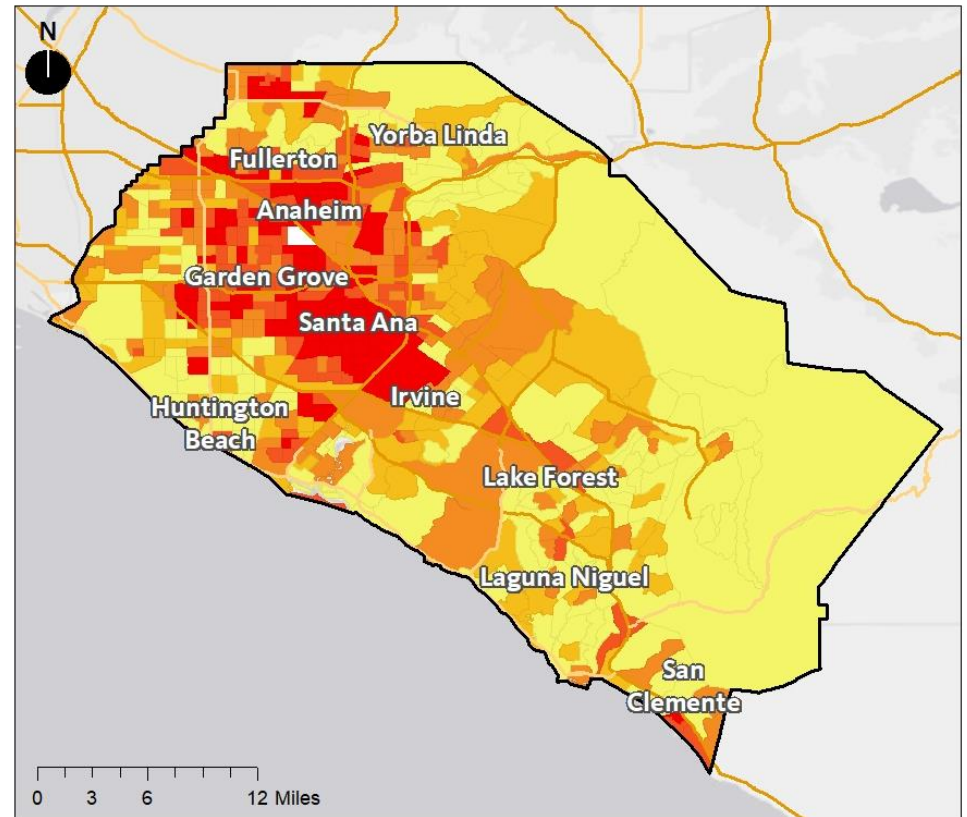 N
Yorba Linda
Fullerton
Anaheim
Garden Grove
Santa Ana
Irvine
Huntington
Beach
Lake Forest
Laguna Niguel
San
Clemente
0 3 6 12 Miles